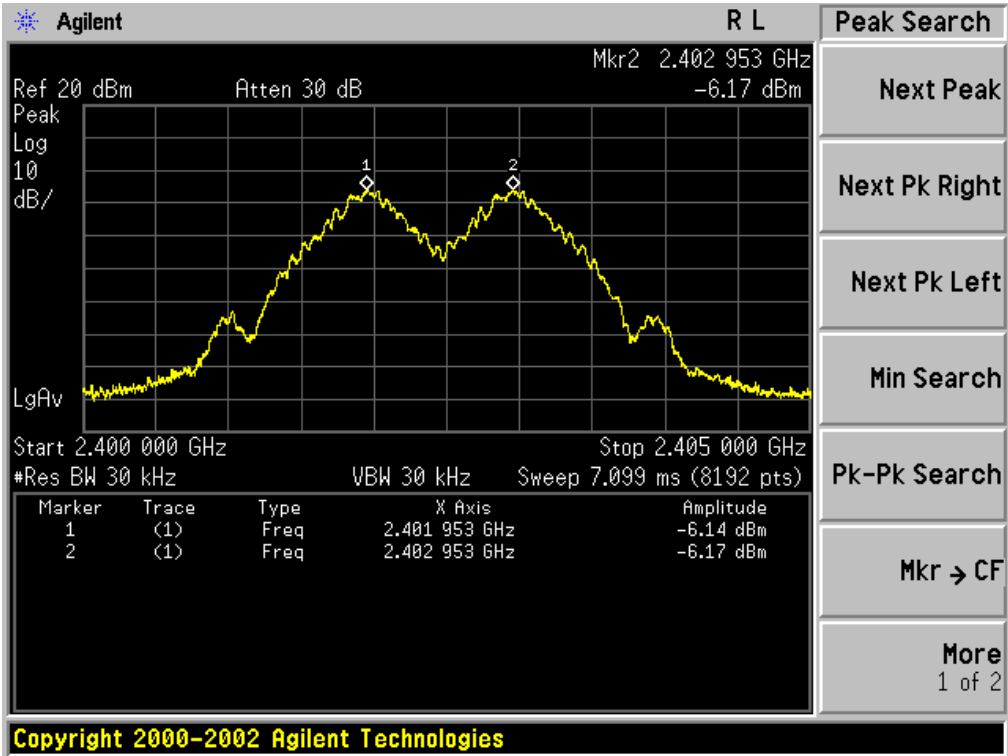 Agilent R L Peak Search
Mkr2 2.402 953 GHz
Ref 20 dBm Atten 30 dB -6.17 dBm
Peak
Log
10
dB/
1 2
LgAv
Start 2.400 000 GHz Stop 2.405 000 GHz
#Res BW 30 kHz VBW 30 kHz Sweep 7.099 ms (8192 pts)
Marker Trace Type X Axis Amplitude
1 (1) Freq 2.401 953 GHz -6.14 dBm
2 (1) Freq 2.402 953 GHz -6.17 dBm
Next Peak
Next Pk Right
Next Pk Left
Min Search
Pk-Pk Search
Mkr → CF
More
1 of 2
Copyright 2000-2002 Agilent Technologies